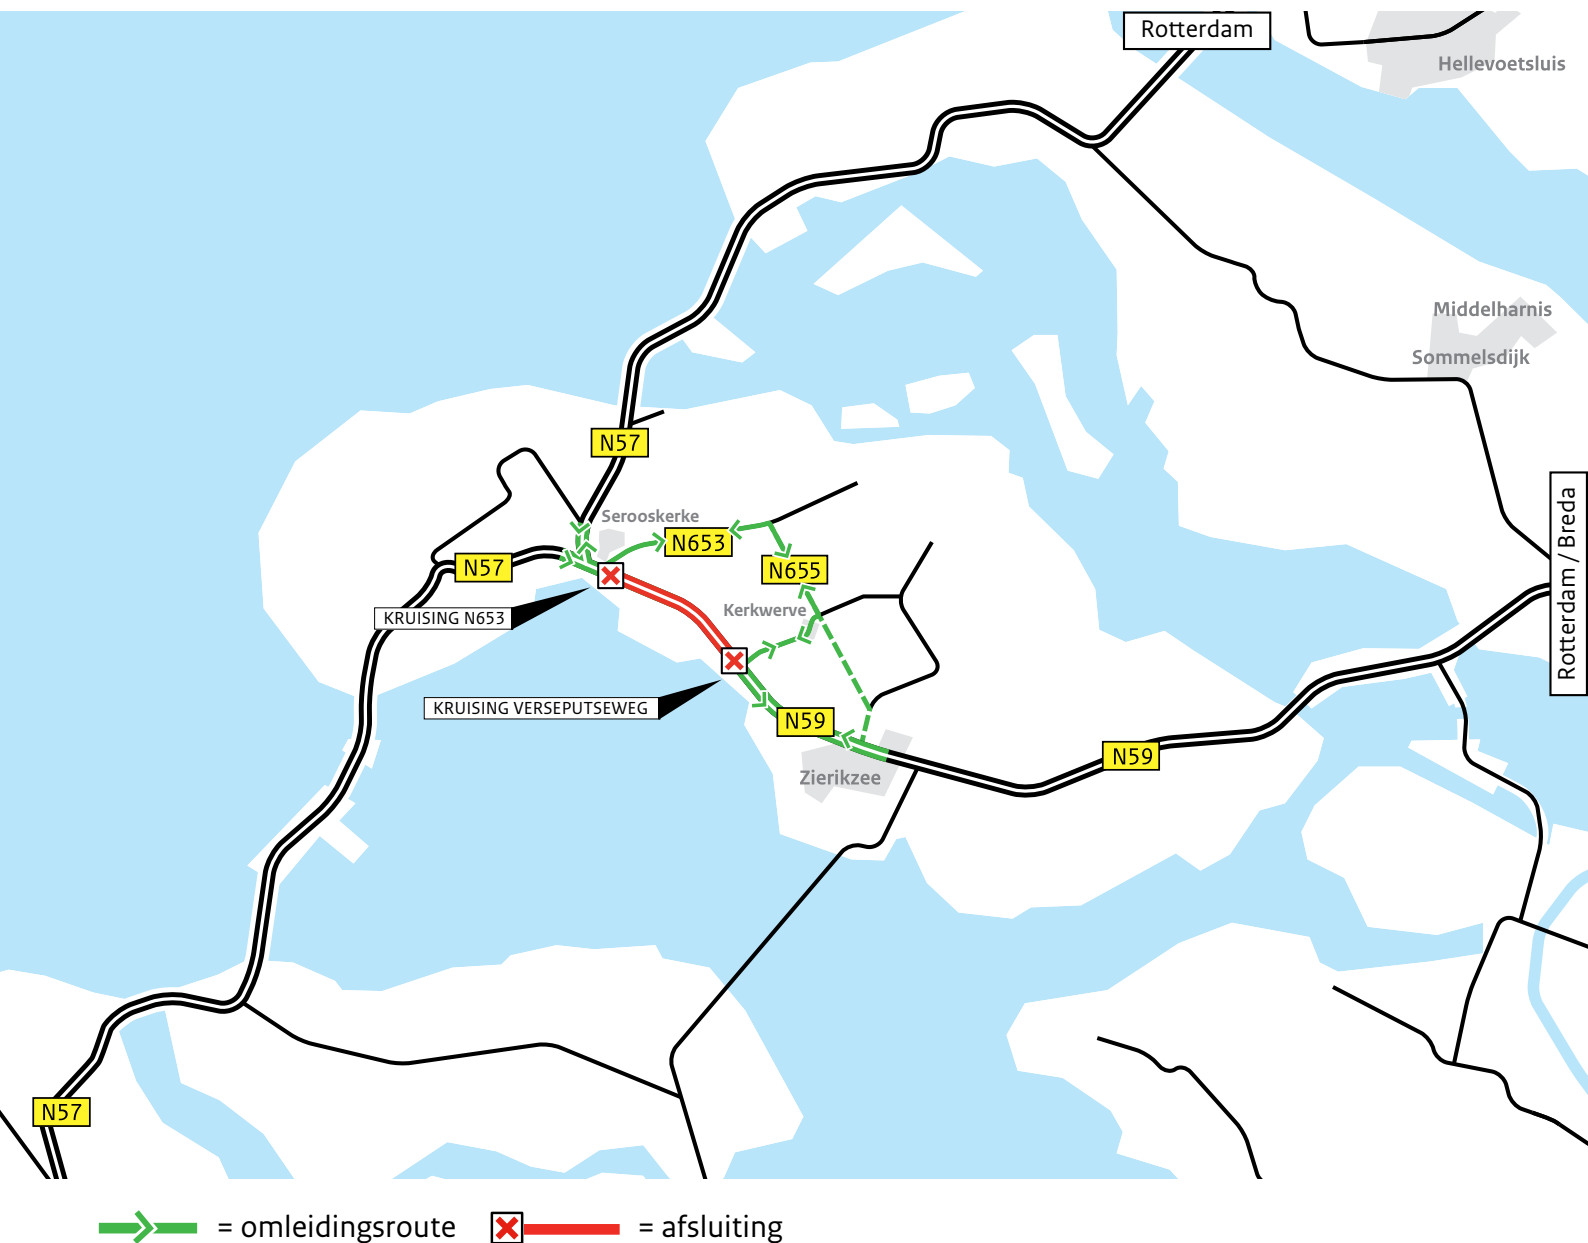 Rotterdam
Hellevoetsluis
Middelharnis
Sommelsdijk
N57
Serooskerke
N653
N57
N655
KRUISING N653
Kerkwerve
Rotterdam / Breda
KRUISING VERSEPUTSEWEG
N59
N59
Zierikzee
N57
= omleidingsroute
= afsluiting